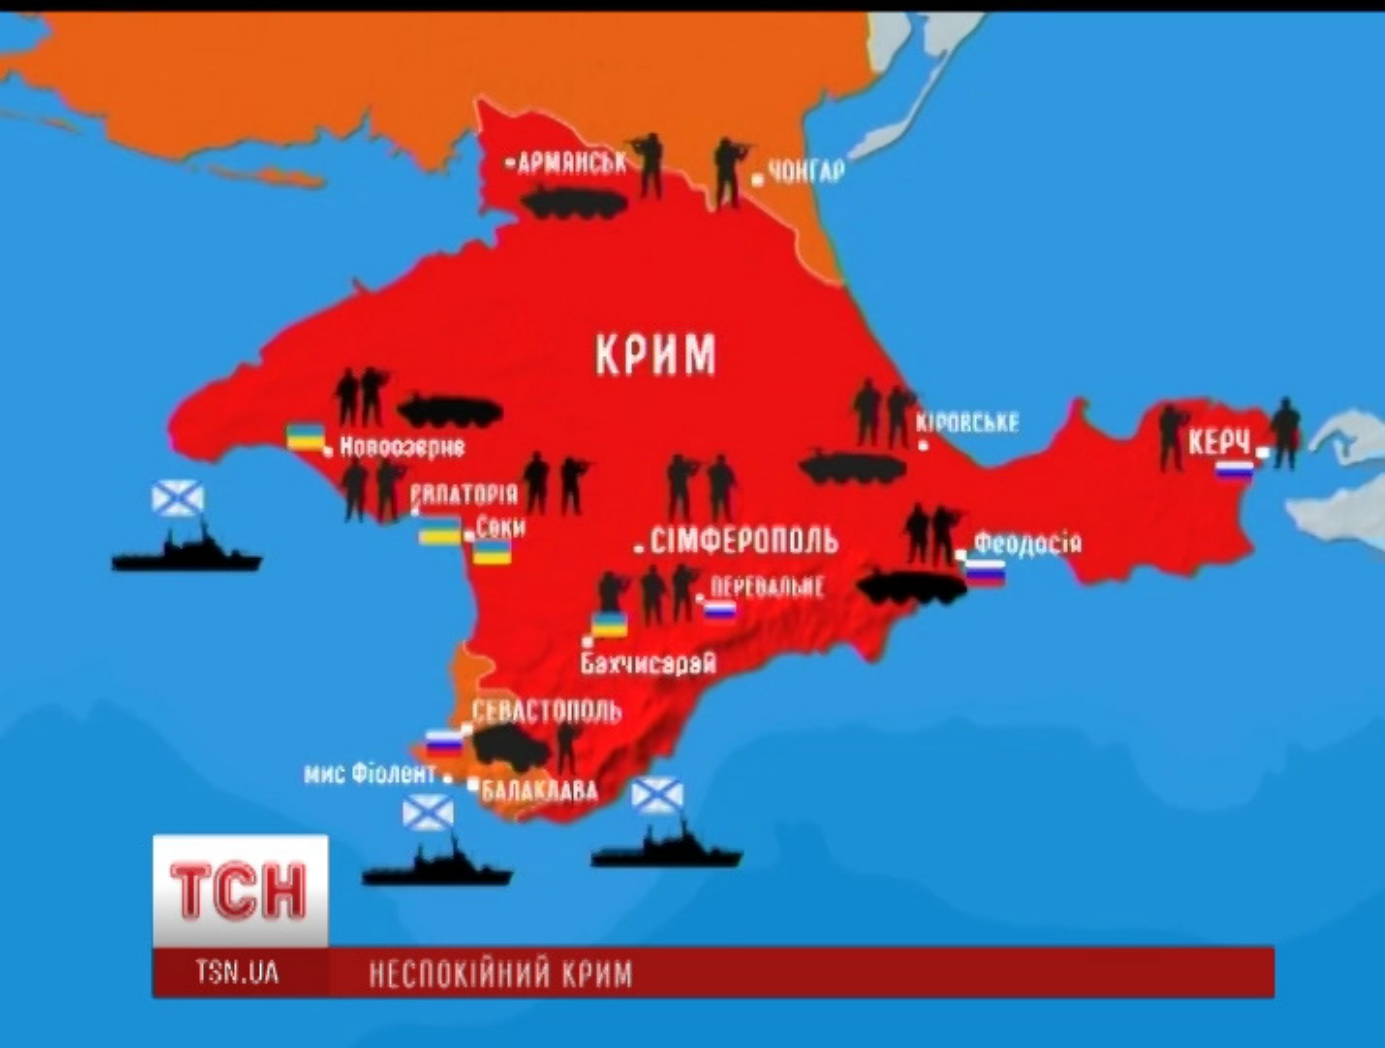 АРМЯНСЬК
ЧОНГАР
КРИМ
КІРОВСЬКЕ
КЕРЧ
Новоозерне
ЄВПАТОРІЯ
Саки
СІМФЕРОПОЛЬ
Феодосія
ПЕРЕВАЛЬНЕ
Бахчисарай
СЕВАСТОПОЛЬ
мис Фіолент
БАЛАКЛАВА
ТСН
TSN.UA
НЕСПОКІЙНИЙ КРИМ